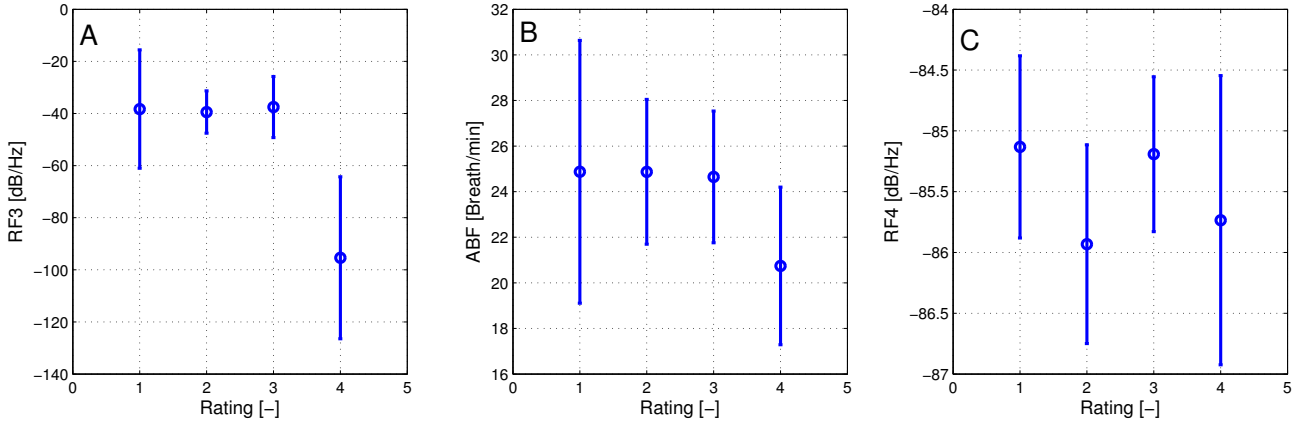 A
RF3 [dB/Hz]
0
−20
−40
−60
−80
−100
−120
−140
0 1 2 3 4 5
Rating [−]
B
ABF [Breath/min]
32
30
28
26
24
22
20
18
16
0 1 2 3 4 5
Rating [−]
C
RF4 [dB/Hz]
−84
−84.5
−85
−85.5
−86
−86.5
−87
0 1 2 3 4 5
Rating [−]